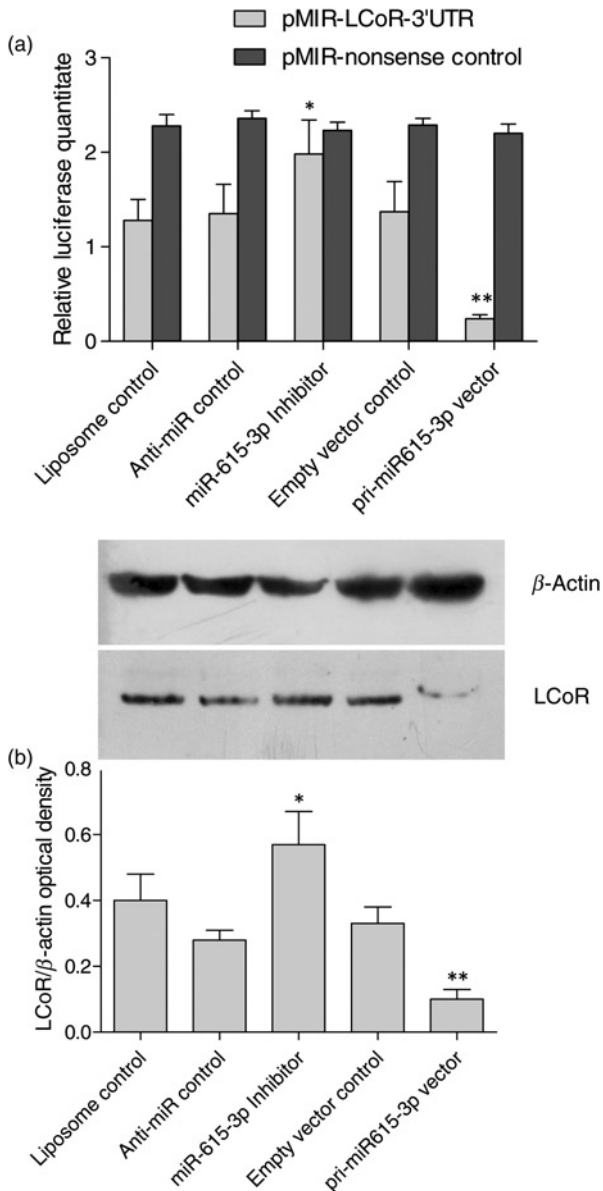 pMIR-LCoR-3'UTR
pMIR-nonsense control
(a)
Relative luciferase quantitate
3
2
1
0
*
**
Liposome control
Anti-miR control
miR-615-3p Inhibitor
Empty vector control
pri-miR615-3p vector
β-Actin
LCoR
(b)
LCoR/β-actin optical density
0.8
0.6
0.4
0.2
0.0
*
**
Liposome control
Anti-miR control
miR-615-3p Inhibitor
Empty vector control
pri-miR615-3p vector